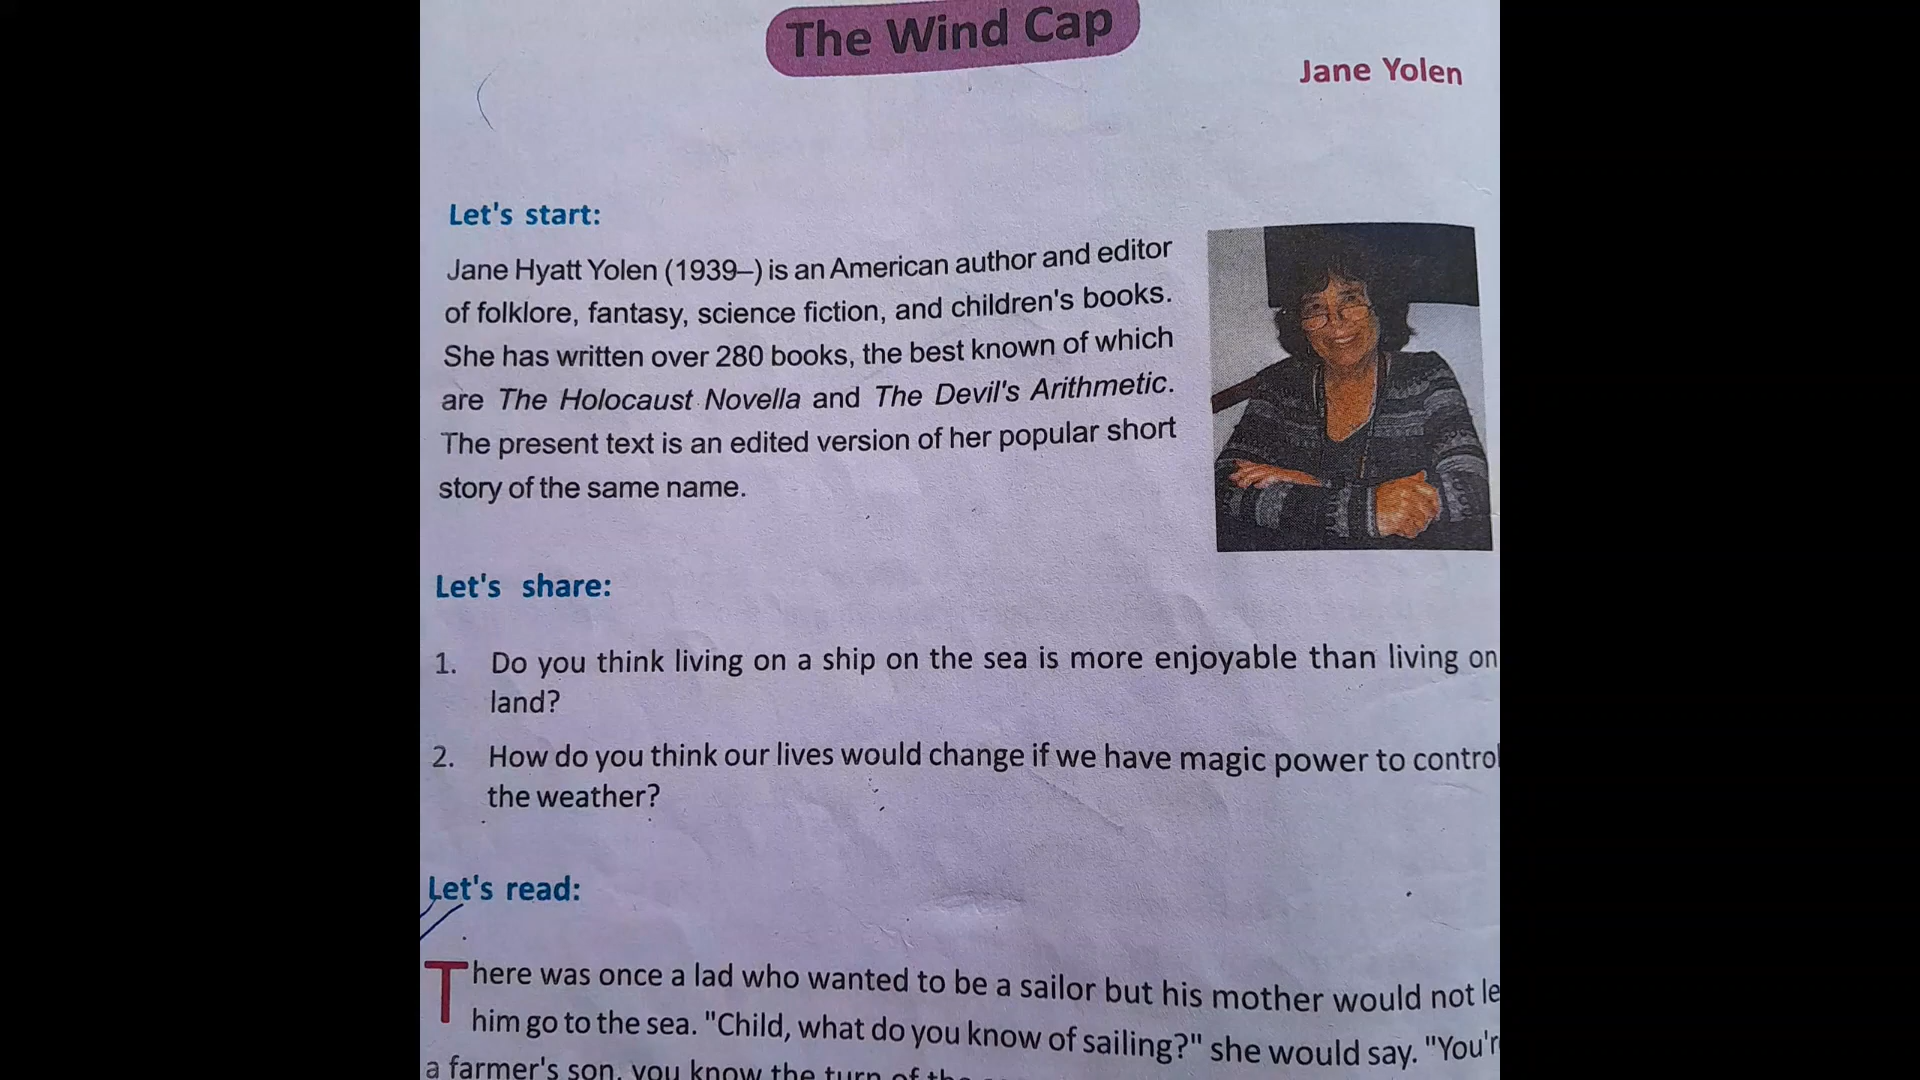 The Wind Cap
Jane Yolen
Let's start:
Jane Hyatt Yolen (1939–) is an American author and editor
of folklore, fantasy, science fiction, and children's books.
She has written over 280 books, the best known of which
are The Holocaust Novella and The Devil's Arithmetic.
The present text is an edited version of her popular short
story of the same name.
Let's share:
1. Do you think living on a ship on the sea is more enjoyable than living on
land?
2. How do you think our lives would change if we have magic power to control
the weather?
Let's read:
There was once a lad who wanted to be a sailor but his mother would not le
him go to the sea. "Child, what do you know of sailing?" she would say. "You'r
a farmer's son, you know the turn of